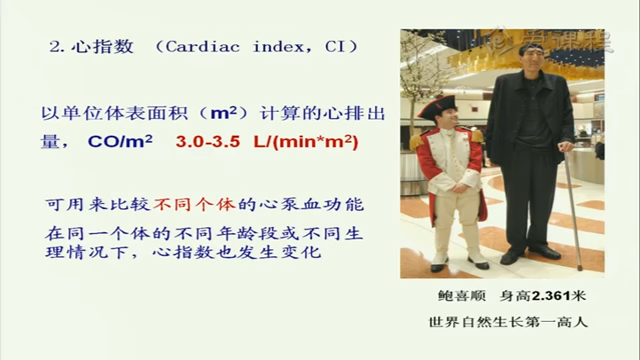 2.心指数 （Cardiac index，CI）
以单位体表面积（m²）计算的心排出
量， CO/m² 3.0-3.5 L/(min*m²)
可用来比较不同个体的心泵血功能
在同一个体的不同年龄段或不同生
理情况下，心指数也发生变化
鲍喜顺 身高2.361米
世界自然生长第一高人